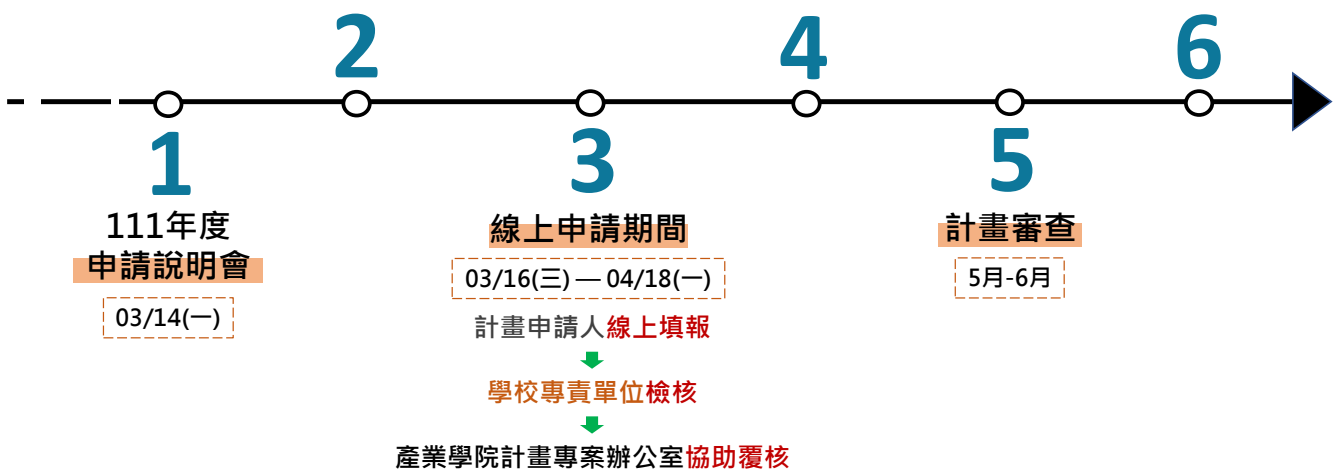 2
4
6
1
3
5
111年度
申請說明會
03/14(一)
線上申請期間
03/16(三) — 04/18(一)
計畫申請人線上填報
學校專責單位檢核
產業學院計畫專案辦公室協助覆核
計畫審查
5月-6月